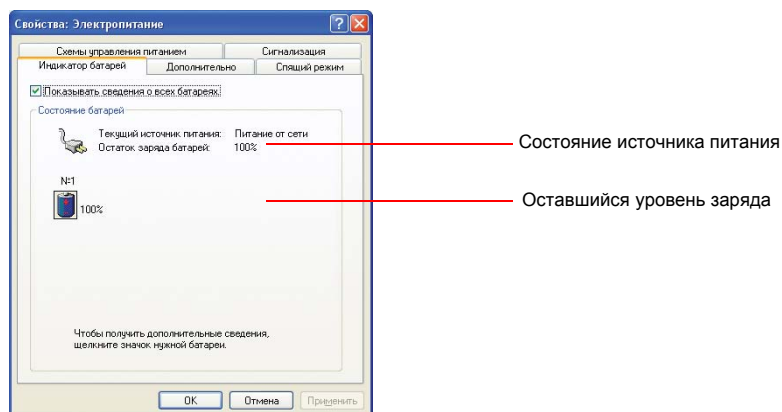 Свойства: Электропитание
Схемы управления питанием
Сигнализация
Индикатор батарей
Дополнительно
Спящий режим
Показывать сведения о всех батареях.
Состояние батарей
Текущий источник питания: Питание от сети
Остаток заряда батарей: 100%
Состояние источника питания
№1
100%
Оставшийся уровень заряда
Чтобы получить дополнительные сведения,
щелкните значок нужной батареи.
OK
Отмена
Применить